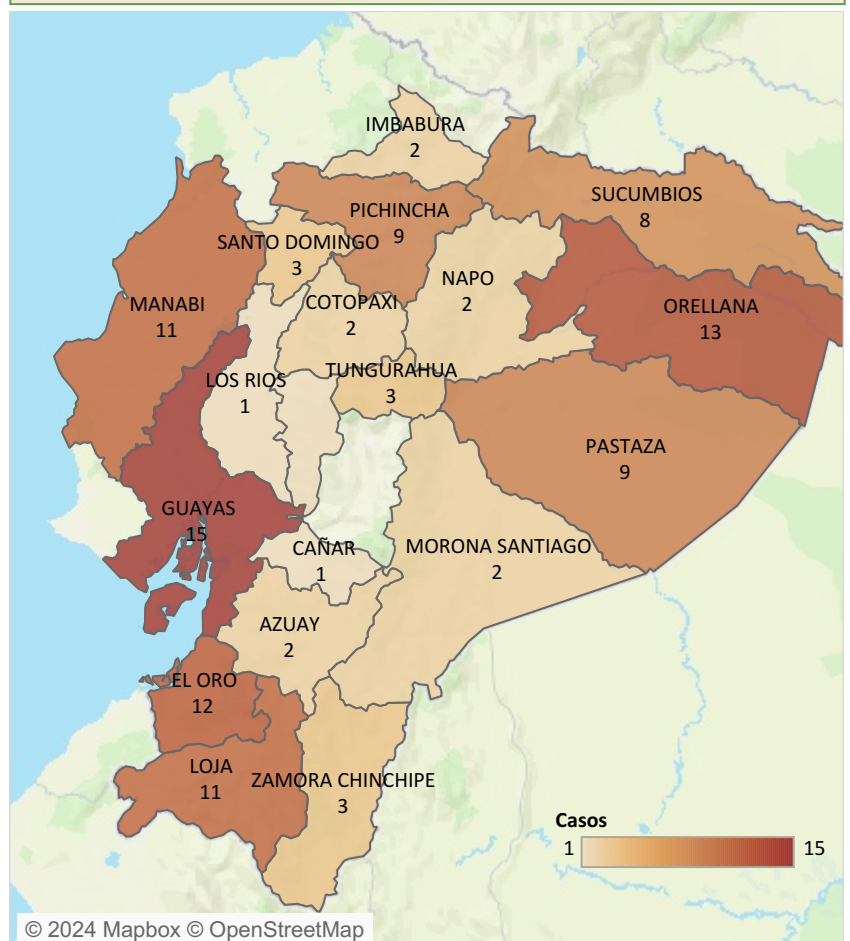 IMBABURA
2
SUCUMBIOS
8
PICHINCHA
9
SANTO DOMINGO
3
NAPO
2
MANABI
11
COTOPAXI
2
ORELLANA
13
TUNGURAHUA
3
LOS RIOS
1
PASTAZA
9
GUAYAS
15
CAÑAR
1
MORONA SANTIAGO
2
AZUAY
2
EL ORO
12
LOJA
11
ZAMORA CHINCHIPE
3
Casos
1 15
© 2024 Mapbox © OpenStreetMap